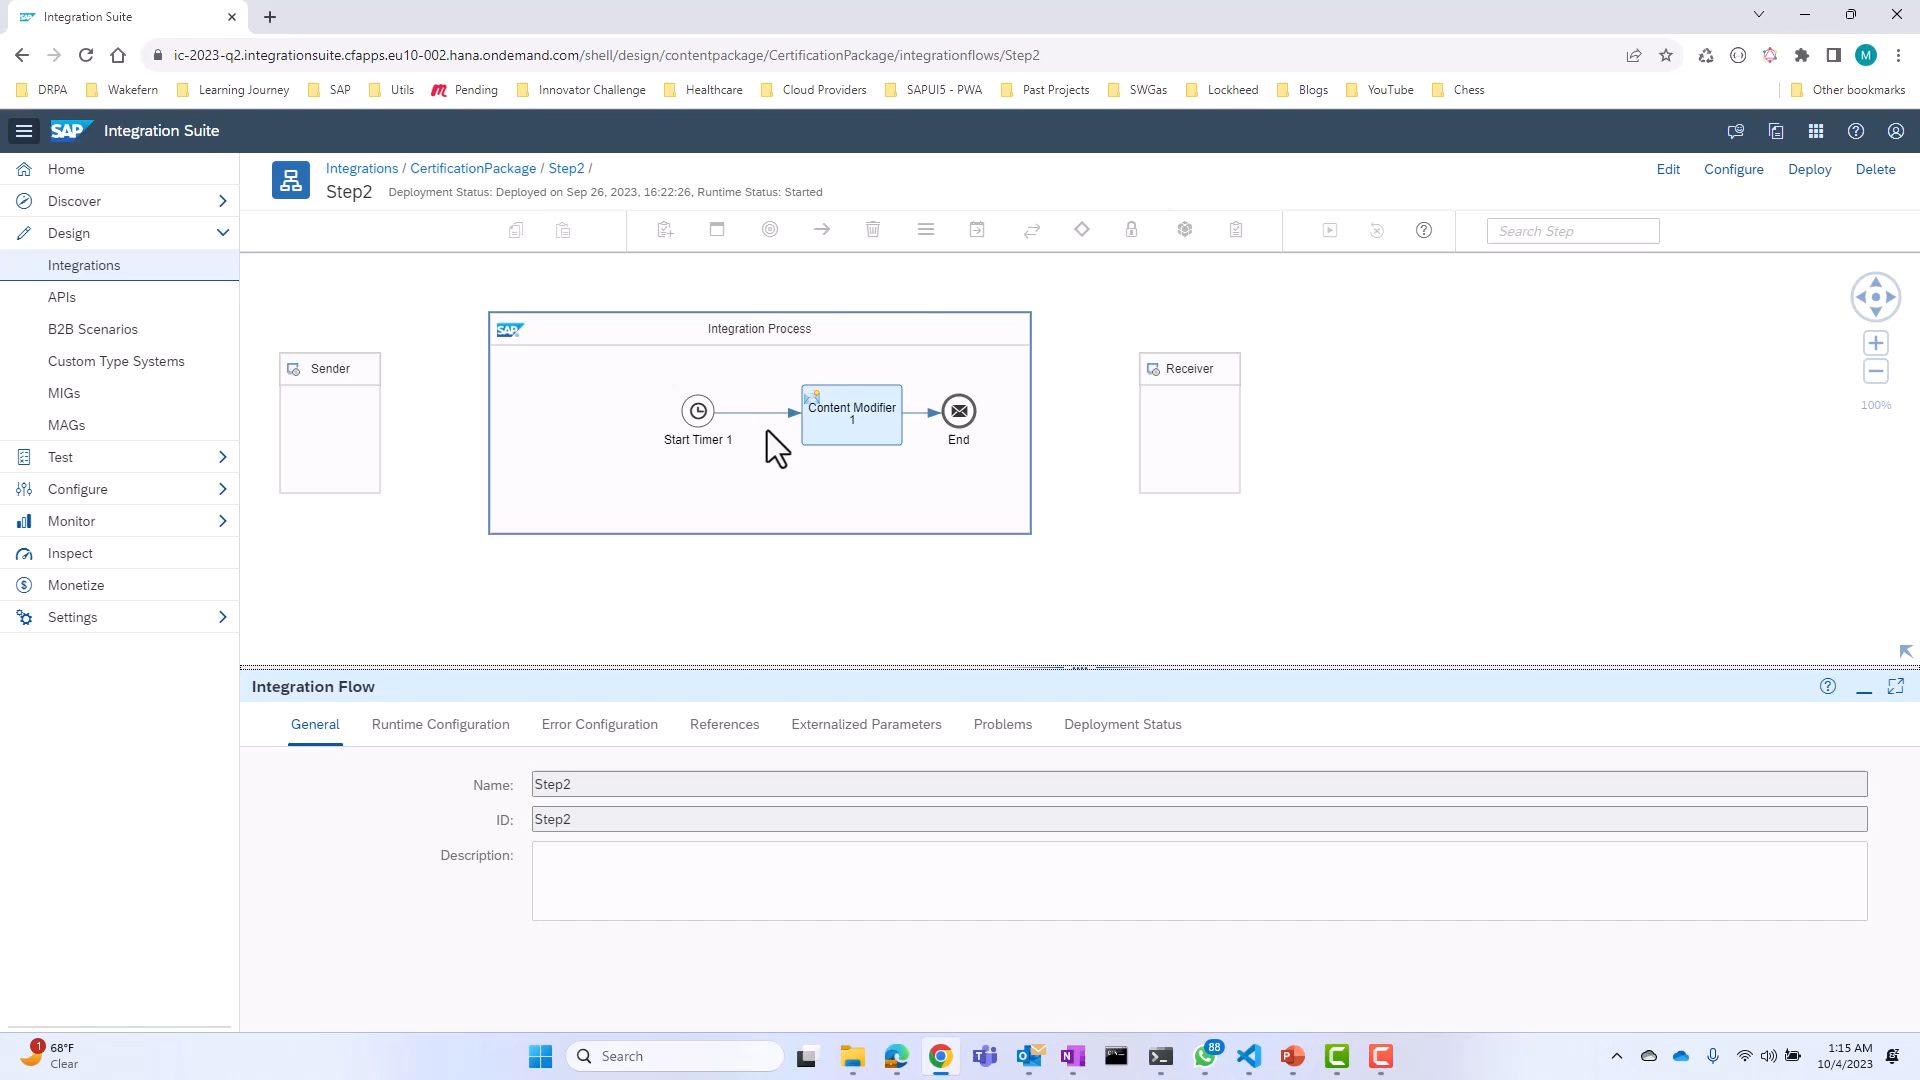 Integration Suite
ic-2023-q2.integrationsuite.cfapps.eu10-002.hana.ondemand.com/shell/design/contentpackage/CertificationPackage/integrationflows/Step2
M
DRPA Wakefern Learning Journey SAP Utils Pending Innovator Challenge Healthcare Cloud Providers SAPUI5 - PWA Past Projects SWGas Lockheed Blogs YouTube Chess Other bookmarks
SAP Integration Suite
Home
Discover
Design
Integrations
APIs
B2B Scenarios
Custom Type Systems
MIGs
MAGs
Test
Configure
Monitor
Inspect
Monetize
Settings
Integrations / CertificationPackage / Step2 /
Step2 Deployment Status: Deployed on Sep 26, 2023, 16:22:26, Runtime Status: Started
Edit Configure Deploy Delete
Search Step
SAP Integration Process
Sender
Receiver
Start Timer 1
Content Modifier
1
End
100%
Integration Flow
General Runtime Configuration Error Configuration References Externalized Parameters Problems Deployment Status
Name: Step2
ID: Step2
Description:
1
68°F
Clear
Search
88
1:15 AM
10/4/2023